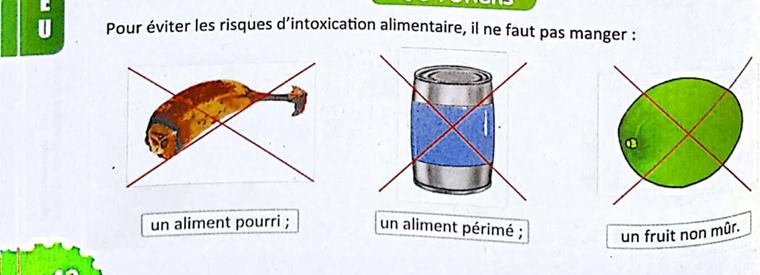 E
U
Pour éviter les risques d'intoxication alimentaire, il ne faut pas manger :
un aliment pourri ;
un aliment périmé ;
un fruit non mûr.